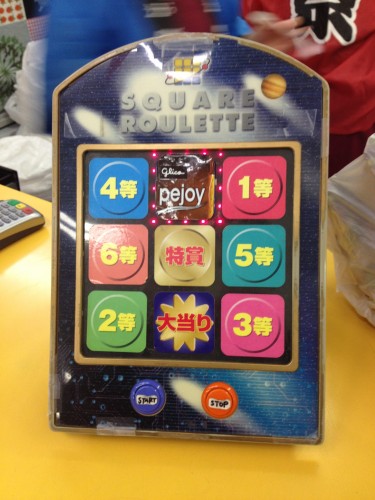 SQUARE
ROULETTE
4等
Glico
pejoy
1等
6等
特賞
5等
2等
大当り
3等
START
STOP